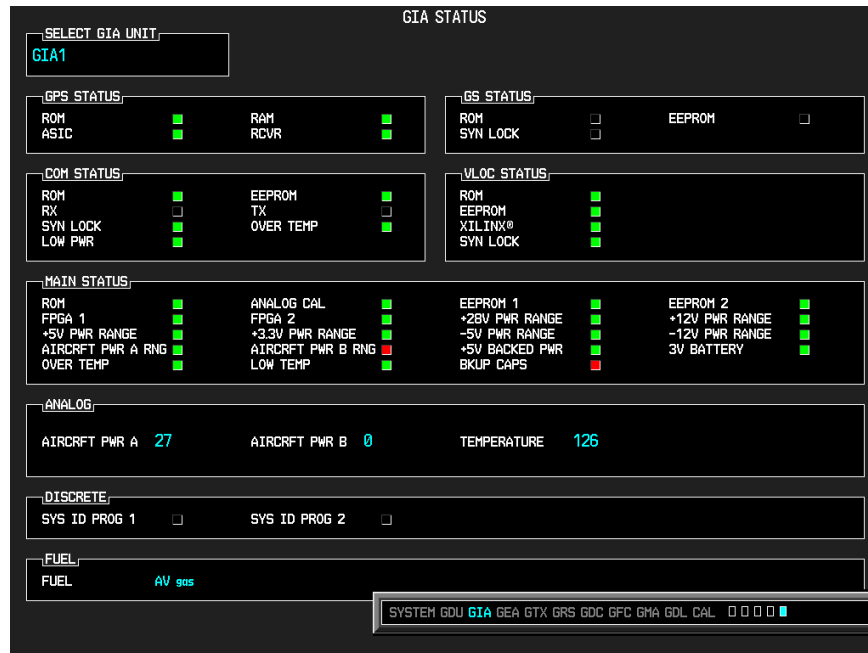 GIA STATUS
SELECT GIA UNIT
GIA1
GPS STATUS
ROM RAM
ASIC RCVR
GS STATUS
ROM EEPROM
SYN LOCK
COM STATUS
ROM EEPROM
RX TX
SYN LOCK OVER TEMP
LOW PWR
VLOC STATUS
ROM
EEPROM
XILINX®
SYN LOCK
MAIN STATUS
ROM ANALOG CAL EEPROM 1 EEPROM 2
FPGA 1 FPGA 2 +28V PWR RANGE +12V PWR RANGE
+5V PWR RANGE +3.3V PWR RANGE -5V PWR RANGE -12V PWR RANGE
AIRCRFT PWR A RNG AIRCRFT PWR B RNG +5V BACKED PWR 3V BATTERY
OVER TEMP LOW TEMP BKUP CAPS
ANALOG
AIRCRFT PWR A 27 AIRCRFT PWR B 0 TEMPERATURE 126
DISCRETE
SYS ID PROG 1 SYS ID PROG 2
FUEL
FUEL AV gas
SYSTEM GDU GIA GEA GTX GRS GDC GFC GMA GDL CAL